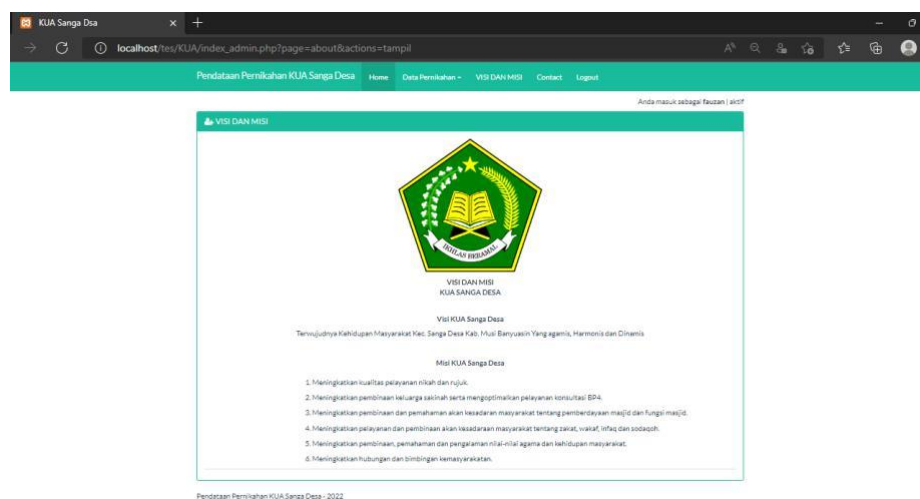 KUA Sanga Dsa
localhost/tes/KUA/index_admin.php?page=about&actions=tampil
Pendataan Pernikahan KUA Sanga Desa Home Data Pernikahan VISI DAN MISI Contact Logout
Anda masuk sebagai fauzan | aktif
VISI DAN MISI
IKHLAS BERAMAL
VISI DAN MISI
KUA SANGA DESA
Visi KUA Sanga Desa
Terwujudnya Kehidupan Masyarakat Kec. Sanga Desa Kab. Musi Banyuasin Yang agamis, Harmonis dan Dinamis
Misi KUA Sanga Desa
1. Meningkatkan kualitas pelayanan nikah dan rujuk.
2. Meningkatkan pembinaan keluarga sakinah serta mengoptimalkan pelayanan konsultasi BP4.
3. Meningkatkan pembinaan dan pemahaman akan kesadaran masyarakat tentang pemberdayaan masjid dan fungsi masjid.
4. Meningkatkan pelayanan dan pembinaan akan kesadaraan masyarakat tentang zakat, wakaf, infaq dan sodaqoh.
5. Meningkatkan pembinaan, pemahaman dan pengalaman nilai-nilai agama dan kehidupan masyarakat.
6. Meningkatkan hubungan dan bimbingan kemasyarakatan.
Pendataan Pernikahan KUA Sanga Desa - 2022